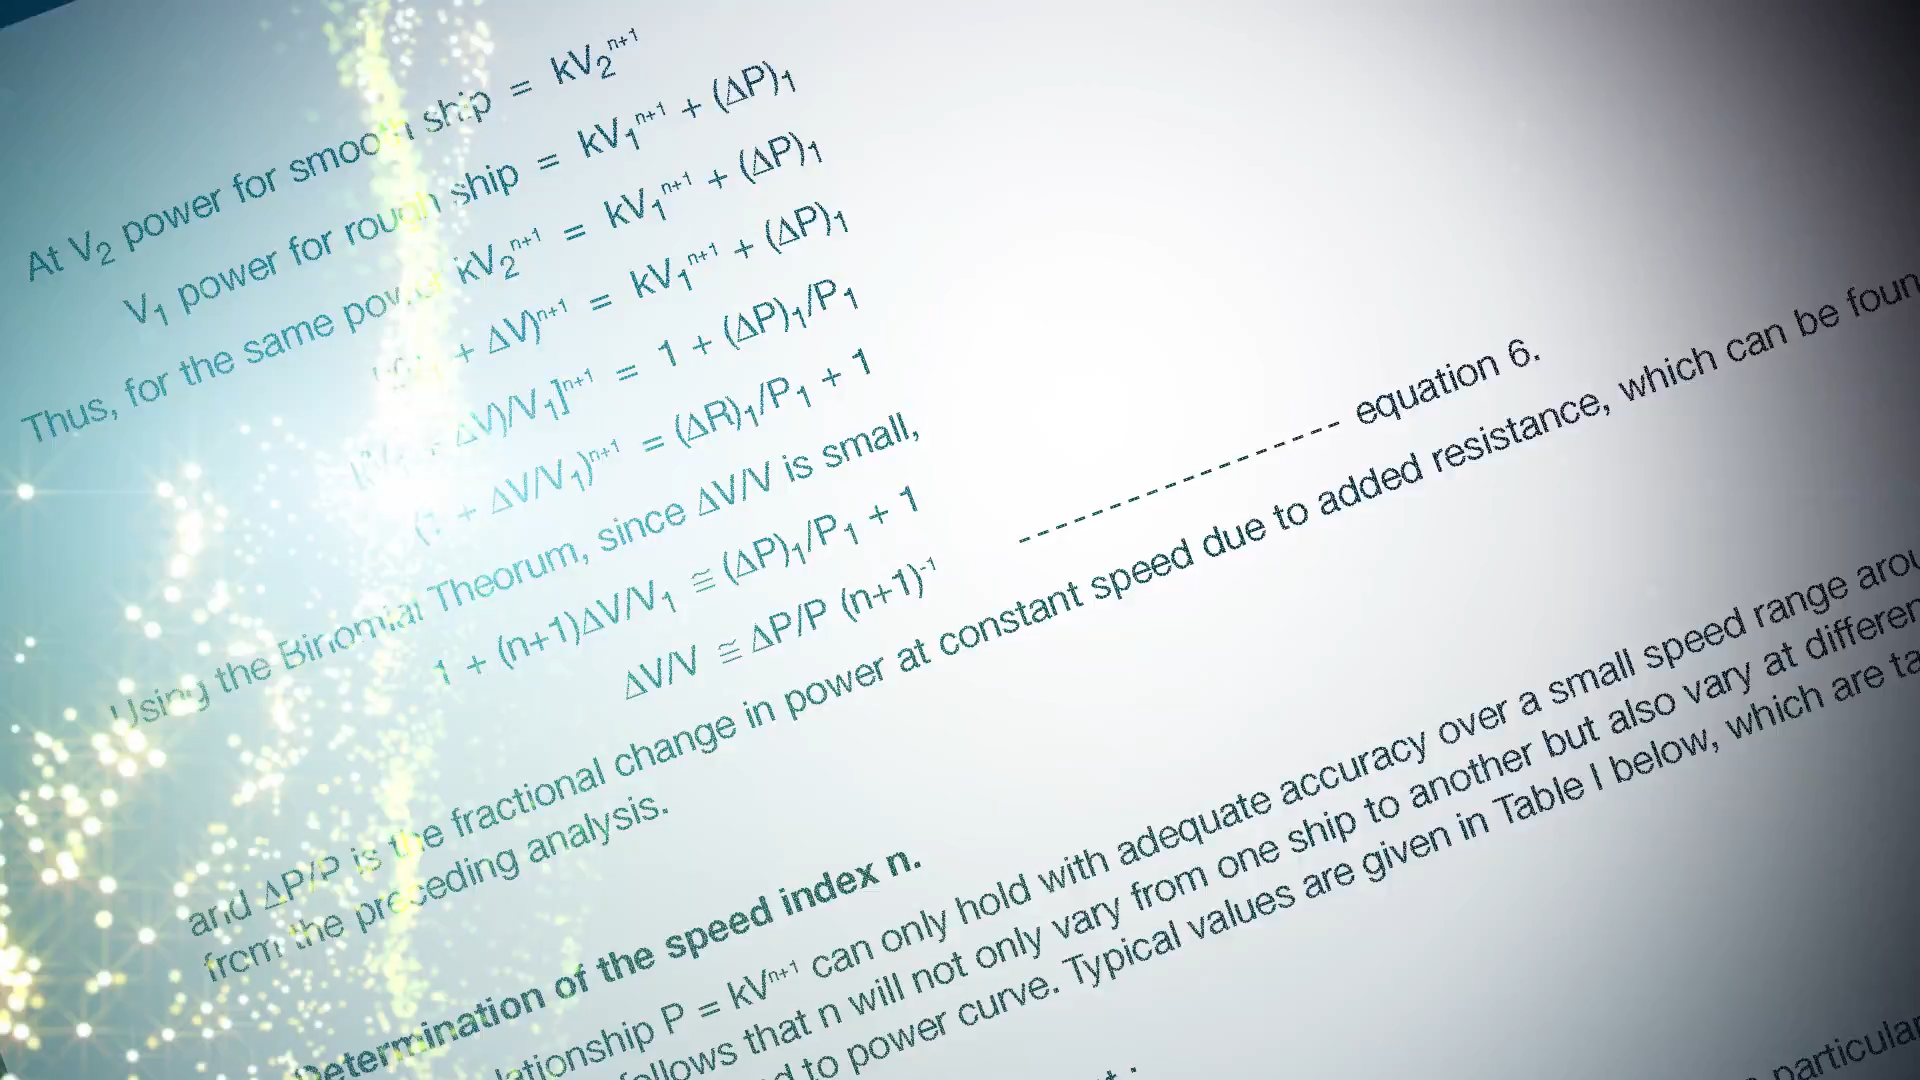 At V₂ power for smooth ship = kV₂ⁿ⁺¹
V₁ power for rough ship = kV₁ⁿ⁺¹ + (ΔP)₁
Thus, for the same power kV₂ⁿ⁺¹ = kV₁ⁿ⁺¹ + (ΔP)₁
+ ΔV)ⁿ⁺¹ = kV₁ⁿ⁺¹ + (ΔP)₁
ΔV)/V₁]ⁿ⁺¹ = 1 + (ΔP)₁/P₁
(1 + ΔV/V₁)ⁿ⁺¹ = (ΔR)₁/P₁ + 1
Using the Binomial Theorum, since ΔV/V is small,
1 + (n+1)ΔV/V₁ ≅ (ΔP)₁/P₁ + 1
ΔV/V ≅ ΔP/P (n+1)⁻¹ ------------------------ equation 6.
and ΔP/P is the fractional change in power at constant speed due to added resistance, which can be foun
from the preceding analysis.
Determination of the speed index n.
lationship P = kVⁿ⁺¹ can only hold with adequate accuracy over a small speed range arou
follows that n will not only vary from one ship to another but also vary at differen
d to power curve. Typical values are given in Table I below, which are ta
particular